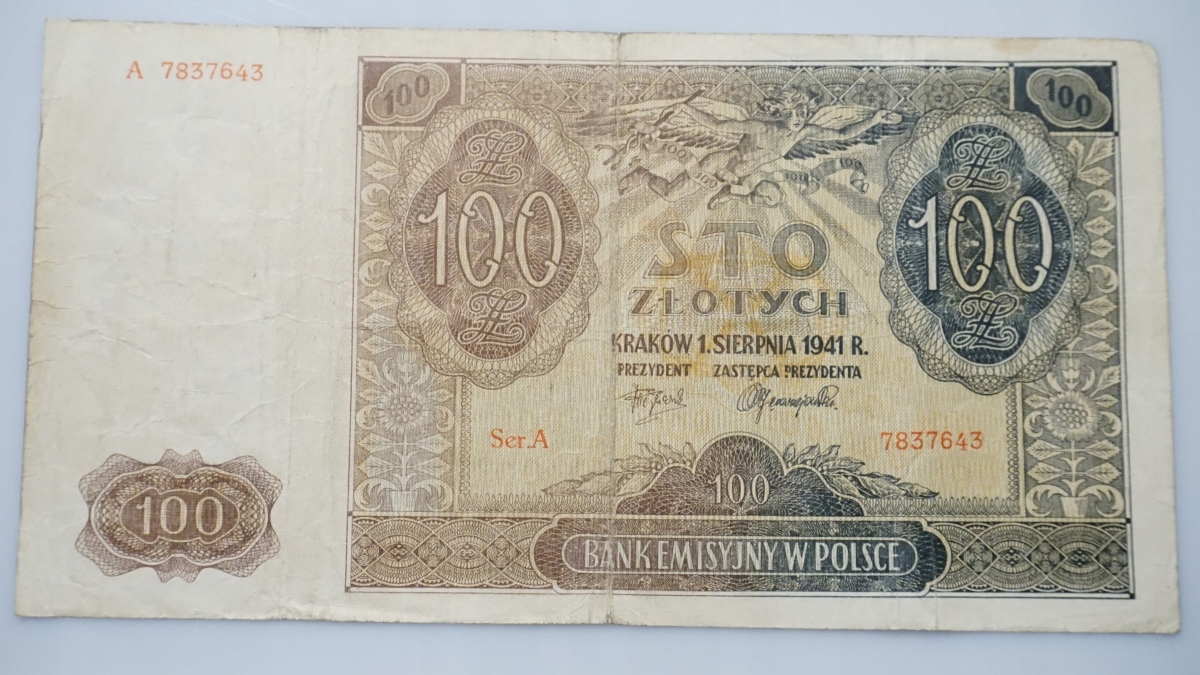 A 7837643
100
100
100
100
STO
ZŁOTYCH
KRAKÓW 1. SIERPNIA 1941 R.
PREZYDENT ZASTĘPCA PREZYDENTA
Ser. A
7837643
100
100
BANK EMISYJNY W POLSCE